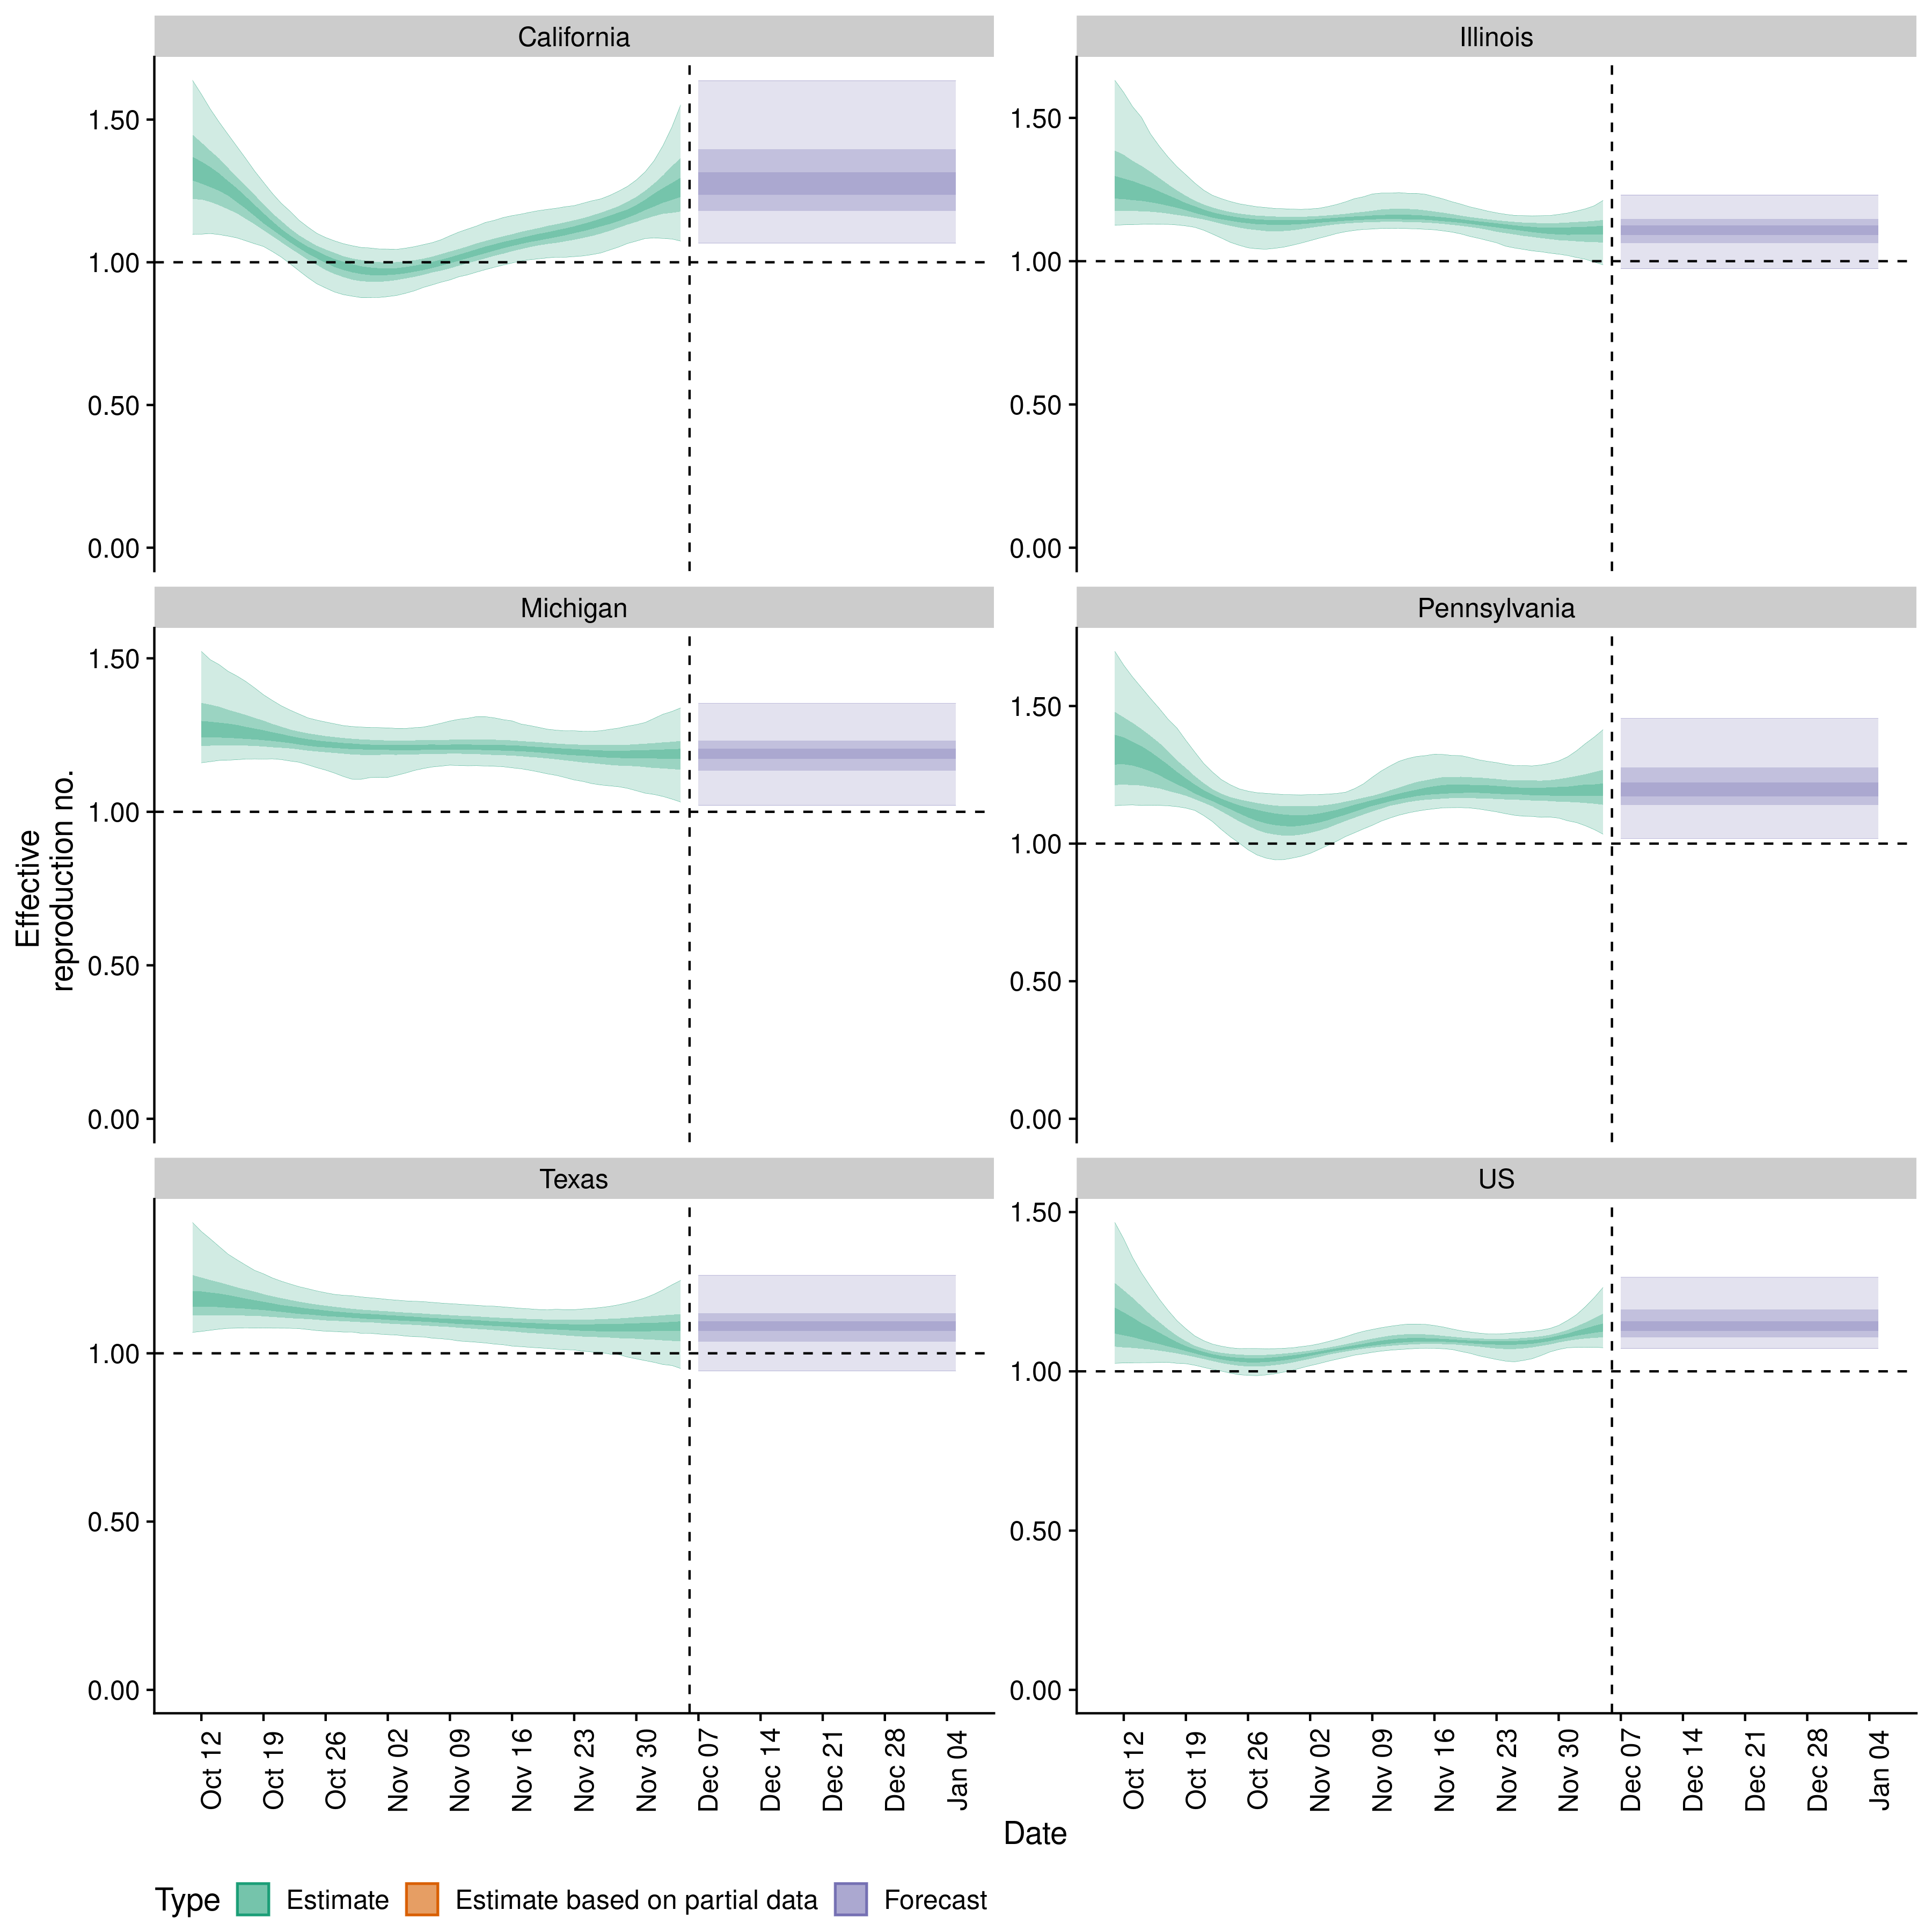 California
Illinois
1.50
1.00
0.50
0.00
1.50
1.00
0.50
0.00
Michigan
Pennsylvania
1.50
1.00
0.50
0.00
1.50
1.00
0.50
0.00
Effective
reproduction no.
Texas
US
1.00
0.50
0.00
1.50
1.00
0.50
0.00
Oct 12
Oct 19
Oct 26
Nov 02
Nov 09
Nov 16
Nov 23
Nov 30
Dec 07
Dec 14
Dec 21
Dec 28
Jan 04
Oct 12
Oct 19
Oct 26
Nov 02
Nov 09
Nov 16
Nov 23
Nov 30
Dec 07
Dec 14
Dec 21
Dec 28
Jan 04
Date
Type Estimate Estimate based on partial data Forecast